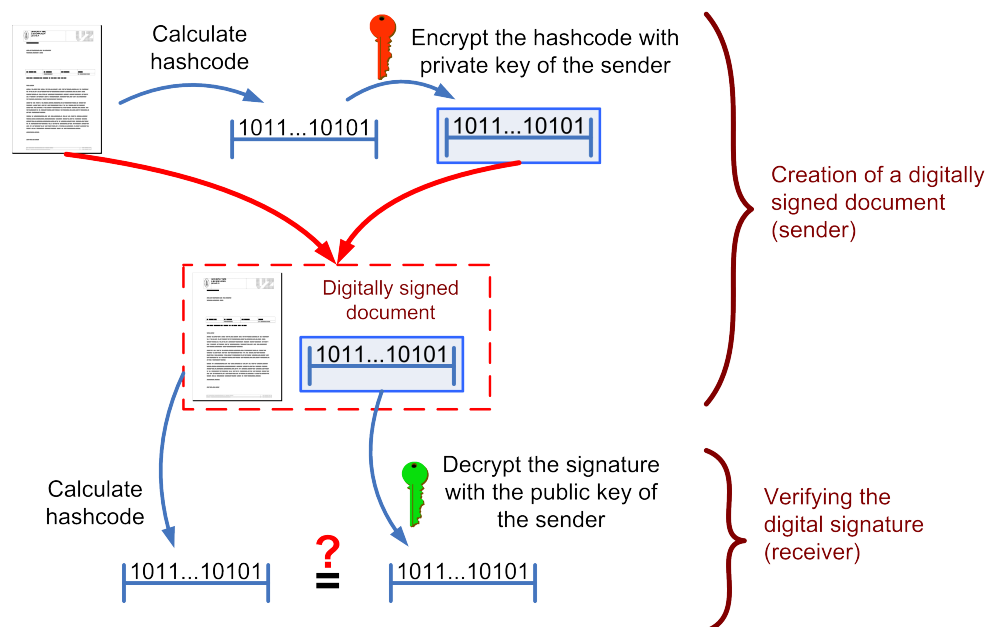 Calculate
hashcode
Encrypt the hashcode with
private key of the sender
1011...10101
1011...10101
Creation of a digitally
signed document
(sender)
Digitally signed
document
1011...10101
Calculate
hashcode
Decrypt the signature
with the public key of
the sender
Verifying the
digital signature
(receiver)
1011...10101
?
=
1011...10101